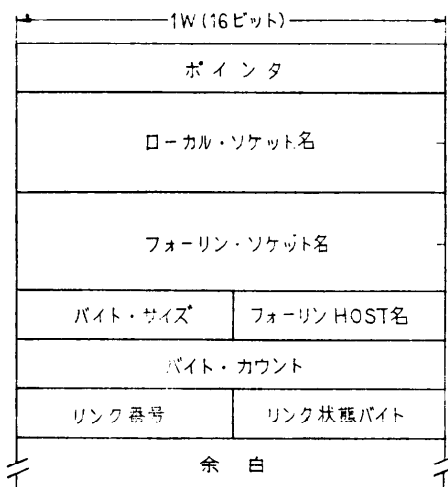 1W(16ビット)
ポインタ
ローカル・ソケット名
フォーリン・ソケット名
バイト・サイズ フォーリンHOST名
バイト・カウント
リンク番号 リンク状態バイト
余白